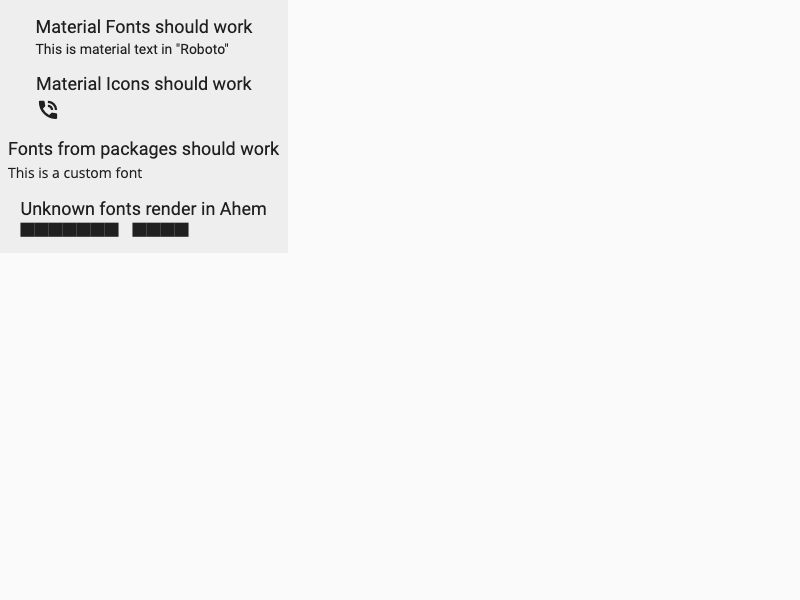 Material Fonts should work
This is material text in "Roboto"
Material Icons should work
Fonts from packages should work
This is a custom font
Unknown fonts render in Ahem